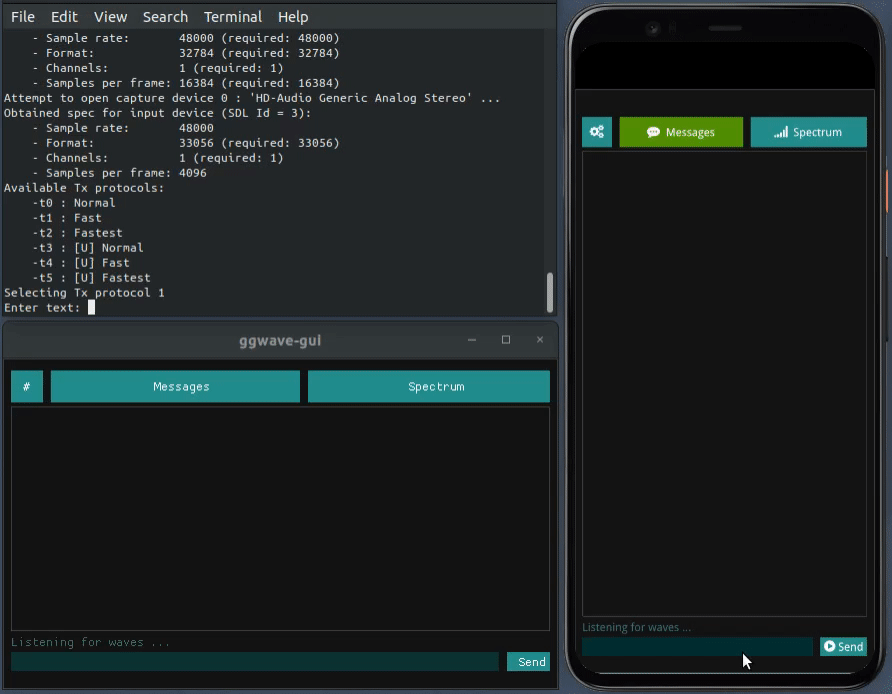 File Edit View Search Terminal Help
- Sample rate: 48000 (required: 48000)
- Format: 32784 (required: 32784)
- Channels: 1 (required: 1)
- Samples per frame: 16384 (required: 16384)
Attempt to open capture device 0 : 'HD-Audio Generic Analog Stereo' ...
Obtained spec for input device (SDL Id = 3):
- Sample rate: 48000
- Format: 33056 (required: 33056)
- Channels: 1 (required: 1)
- Samples per frame: 4096
Available Tx protocols:
-t0 : Normal
-t1 : Fast
-t2 : Fastest
-t3 : [U] Normal
-t4 : [U] Fast
-t5 : [U] Fastest
Selecting Tx protocol 1
Enter text:
ggwave-gui
# Messages Spectrum
Listening for waves ...
Send
Messages Spectrum
Listening for waves ...
Send